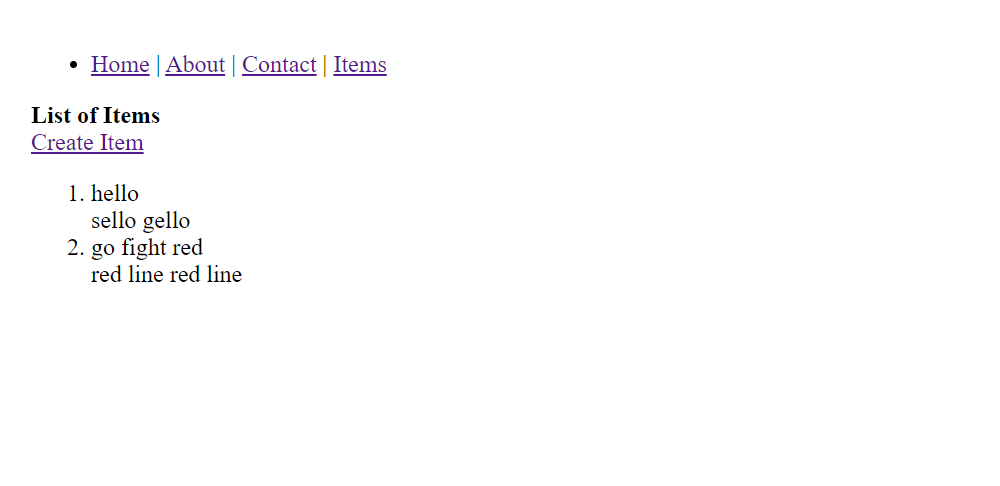 • Home | About | Contact | Items
List of Items
Create Item
1. hello
sello gello
2. go fight red
red line red line